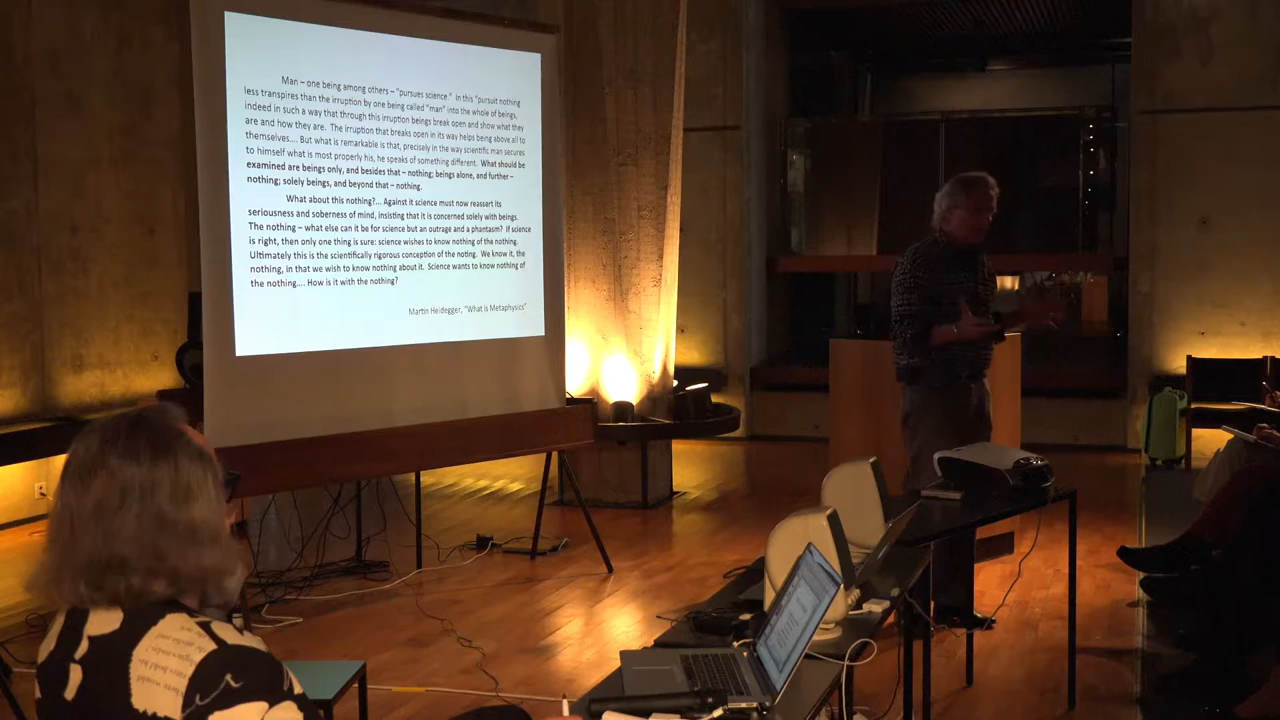 Man – one being among others – “pursues science.” In this “pursuit nothing
less transpires than the irruption by one being called “man” into the whole of beings,
indeed in such a way that through this irruption beings break open and show what they
are and how they are. The irruption that breaks open in its way helps being above all to
themselves…. But what is remarkable is that, precisely in the way scientific man secures
to himself what is most properly his, he speaks of something different. What should be
examined are beings only, and besides that – nothing; beings alone, and further –
nothing; solely beings, and beyond that – nothing.
What about this nothing?... Against it science must now reassert its
seriousness and soberness of mind, insisting that it is concerned solely with beings.
The nothing – what else can it be for science but an outrage and a phantasm? If science
is right, then only one thing is sure: science wishes to know nothing of the nothing.
Ultimately this is the scientifically rigorous conception of the noting. We know it, the
nothing, in that we wish to know nothing about it. Science wants to know nothing of
the nothing…. How is it with the nothing?
Martin Heidegger, “What is Metaphysics”